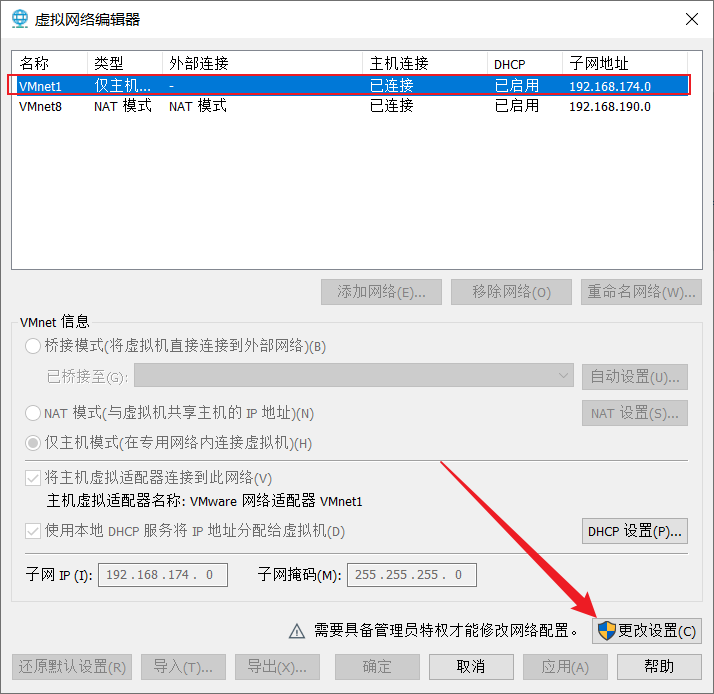 虚拟网络编辑器
名称 类型 外部连接 主机连接 DHCP 子网地址
VMnet1 仅主机... - 已连接 已启用 192.168.174.0
VMnet8 NAT 模式 NAT 模式 已连接 已启用 192.168.190.0
添加网络(E)... 移除网络(O) 重命名网络(W)...
VMnet 信息
桥接模式(将虚拟机直接连接到外部网络)(B)
已桥接至(G): 自动设置(U)...
NAT 模式(与虚拟机共享主机的 IP 地址)(N) NAT 设置(S)...
仅主机模式(在专用网络内连接虚拟机)(H)
将主机虚拟适配器连接到此网络(V)
主机虚拟适配器名称: VMware 网络适配器 VMnet1
使用本地 DHCP 服务将 IP 地址分配给虚拟机(D) DHCP 设置(P)...
子网 IP (I): 192 . 168 . 174 . 0 子网掩码(M): 255 . 255 . 255 . 0
需要具备管理员特权才能修改网络配置。 更改设置(C)
还原默认设置(R) 导入(T)... 导出(X)... 确定 取消 应用(A) 帮助